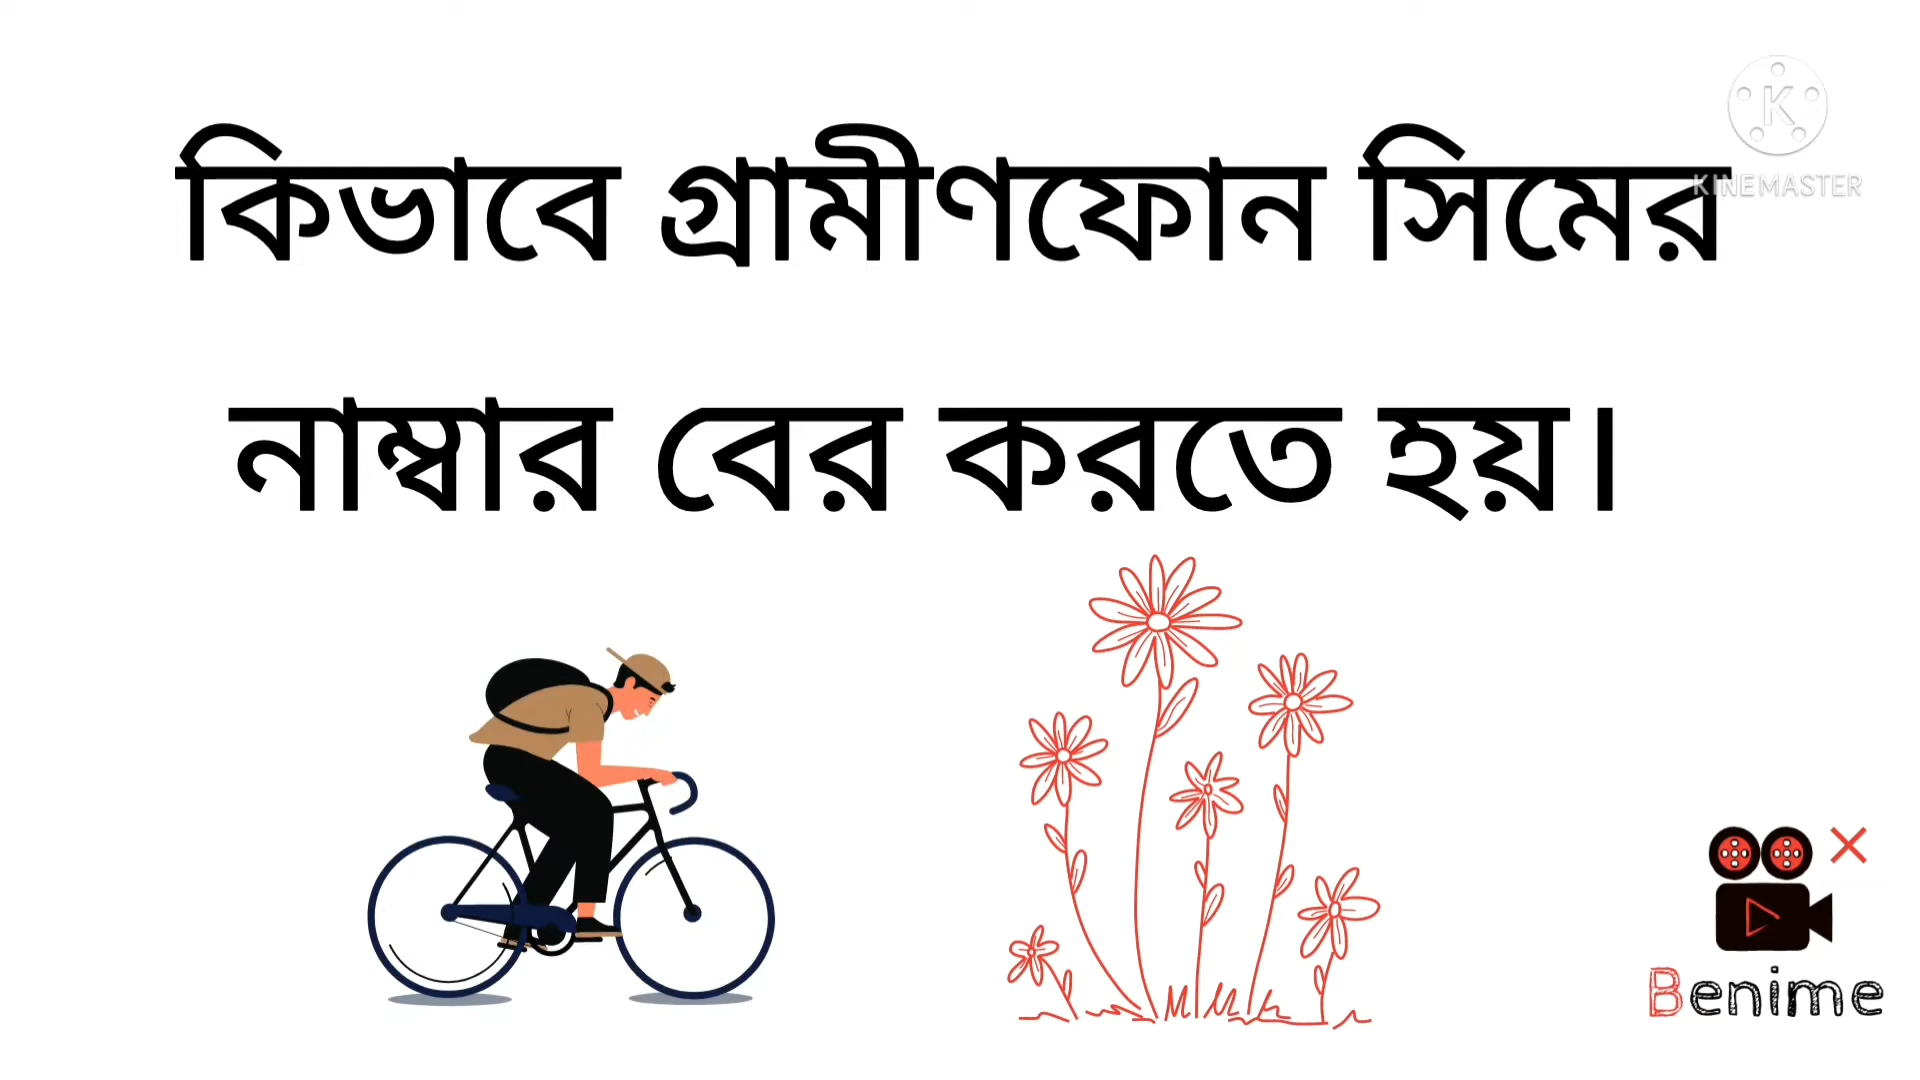 কিভাবে গ্রামীণফোন সিমের
নাম্বার বের করতে হয়।
K
KINEMASTER
Benime